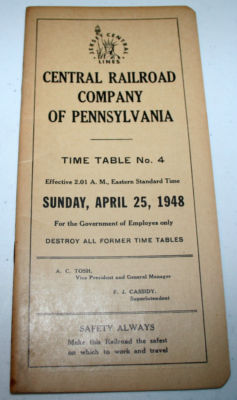 JERSEY CENTRAL
LINES
CENTRAL RAILROAD
COMPANY
OF PENNSYLVANIA
TIME TABLE No. 4
Effective 2.01 A. M., Eastern Standard Time
SUNDAY, APRIL 25, 1948
For the Government of Employes only
DESTROY ALL FORMER TIME TABLES
A. C. TOSH,
Vice President and General Manager
F. J. CASSIDY,
Superintendent
SAFETY ALWAYS
Make this Railroad the safest
on which to work and travel